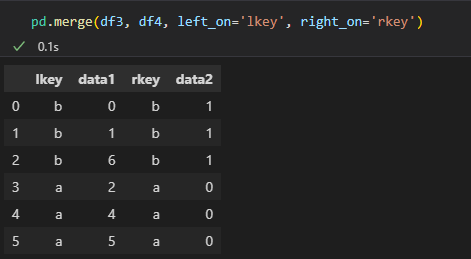 pd.merge(df3, df4, left_on='lkey', right_on='rkey')
0.1s
lkey data1 rkey data2
0 b 0 b 1
1 b 1 b 1
2 b 6 b 1
3 a 2 a 0
4 a 4 a 0
5 a 5 a 0